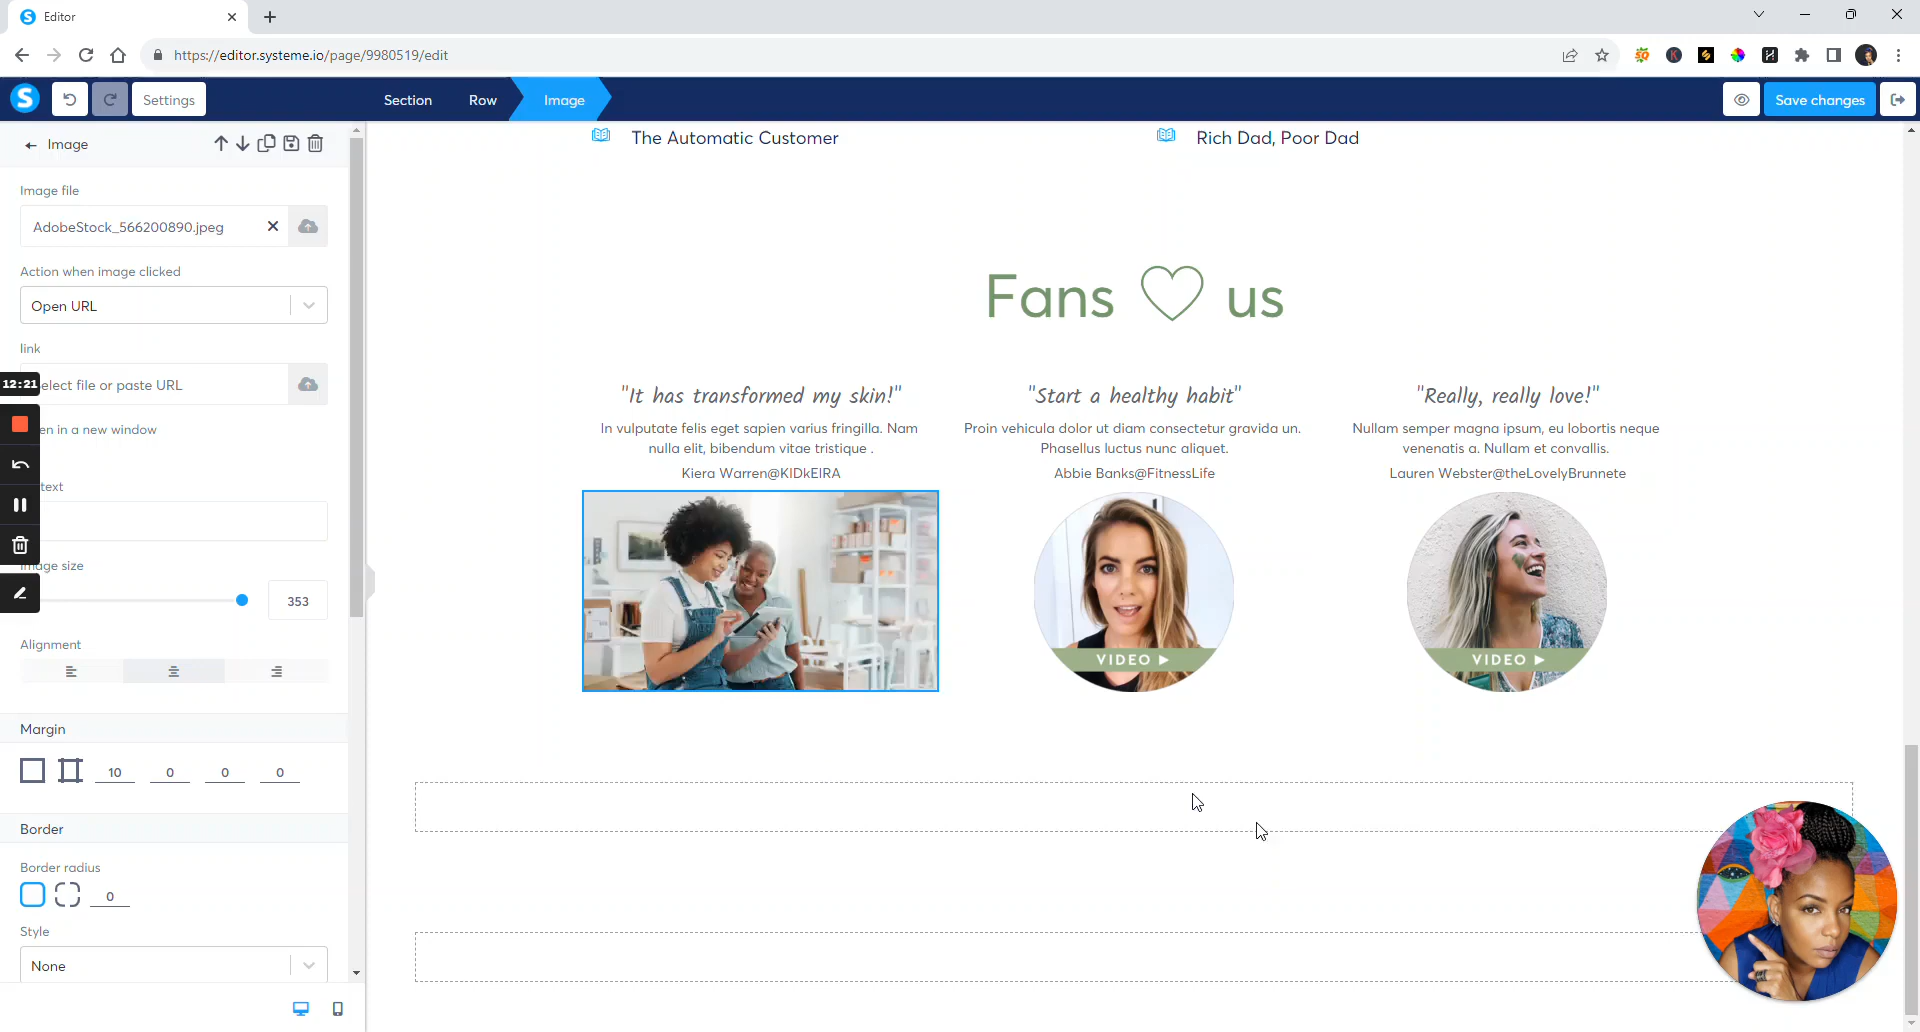 Editor
https://editor.systeme.io/page/9980519/edit
Settings
Section
Row
Image
Save changes
Image
Image file
AdobeStock_566200890.jpeg
Action when image clicked
Open URL
link
12:21
elect file or paste URL
en in a new window
text
Image size
353
Alignment
Margin
10
0
0
0
Border
Border radius
0
Style
None
The Automatic Customer
Rich Dad, Poor Dad
Fans us
"It has transformed my skin!"
In vulputate felis eget sapien varius fringilla. Nam
nulla elit, bibendum vitae tristique .
Kiera Warren@KIDkEIRA
"Start a healthy habit"
Proin vehicula dolor ut diam consectetur gravida un.
Phasellus luctus nunc aliquet.
Abbie Banks@FitnessLife
VIDEO
"Really, really love!"
Nullam semper magna ipsum, eu lobortis neque
venenatis a. Nullam et convallis.
Lauren Webster@theLovelyBrunnete
VIDEO